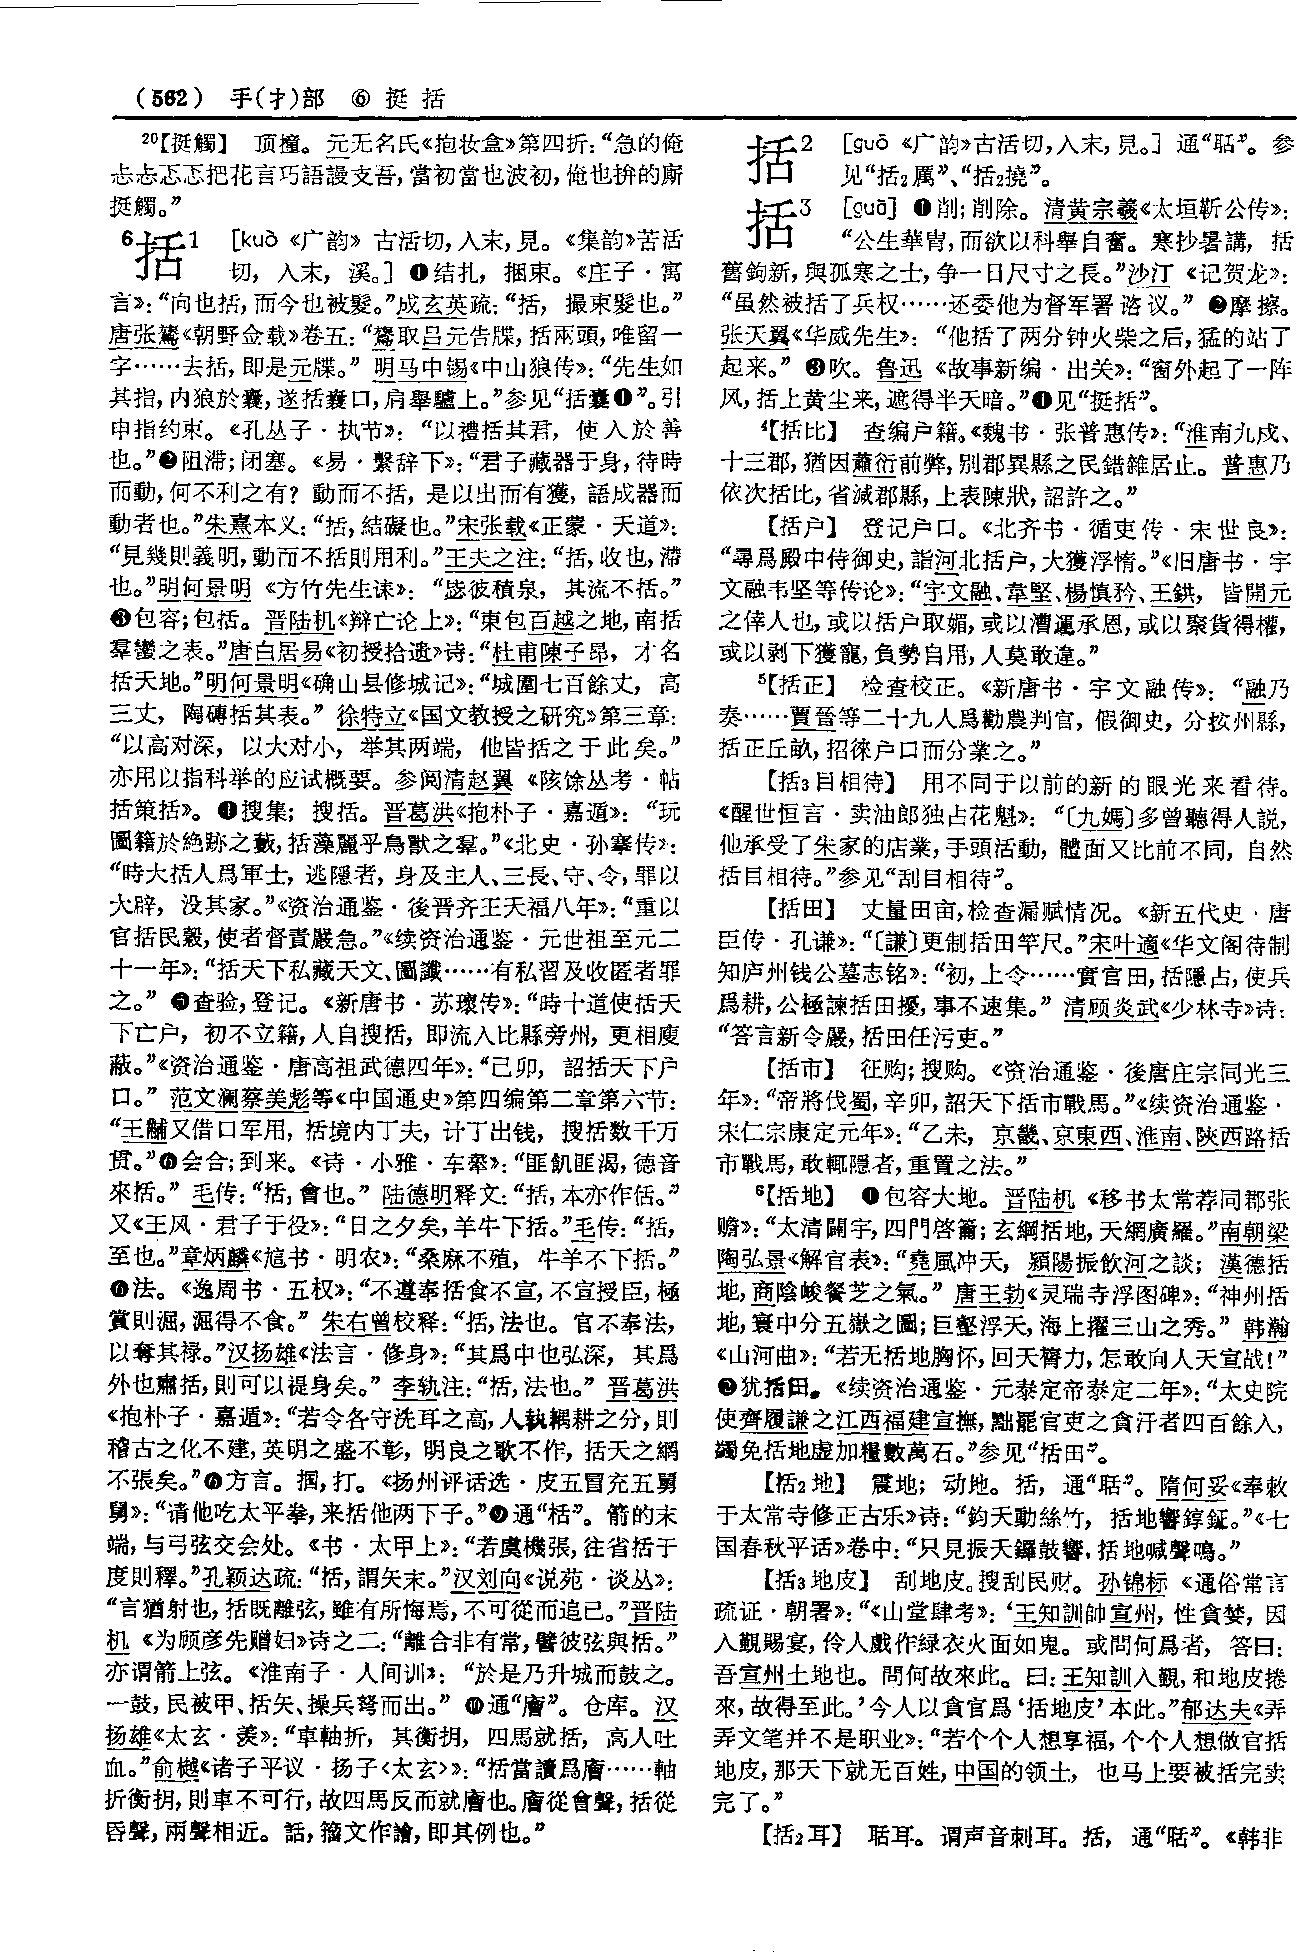 (562) 手(扌)部 ⑥ 挺 括
20【挺觸】 顶撞。元无名氏《抱妆盒》第四折：“急的俺
志志忑忑把花言巧語謾支吾，當初當也波初，俺也拚的厮
挺觸。”
6括1 [kuò《广韵》古活切，入末，見。《集韵》苦活
切，入末，溪。] ❶结扎，捆束。《庄子·寓
言》：“向也括，而今也被髮。”成玄英疏：“括，撮束髮也。”
唐张鷟《朝野佥载》卷五：“鷟取吕元告牒，括兩頭，唯留一
字……去括，即是元牒。”明马中锡《中山狼传》：“先生如
其指，内狼於囊，遂括囊口，肩舉驢上。”参见“括囊❶”。引
申指约束。《孔丛子·执节》：“以禮括其君，使入於善
也。”❷阻滞；闭塞。《易·繫辞下》：“君子藏器于身，待時
而動，何不利之有？動而不括，是以出而有獲，語成器而
動者也。”朱熹本义：“括，結礙也。”宋张载《正蒙·天道》：
“見幾則義明，動而不括則用利。”王夫之注：“括，收也，滯
也。”明何景明《方竹先生诔》：“毖彼積泉，其流不括。”
❸包容；包括。晋陆机《辩亡论上》：“東包百越之地，南括
羣蠻之表。”唐白居易《初授拾遗》诗：“杜甫陳子昂，才名
括天地。”明何景明《确山县修城记》：“城圍七百餘丈，高
三丈，陶磚括其表。”徐特立《国文教授之研究》第三章：
“以高对深，以大对小，举其两端，他皆括之于此矣。”
亦用以指科举的应试概要。参阅清赵翼《陔馀丛考·帖
括策括》。❹搜集；搜括。晋葛洪《抱朴子·嘉遁》：“玩
圖籍於絶跡之藪，括藻麗乎鳥獸之羣。”《北史·孙搴传》：
“時大括人爲軍士，逃隱者，身及主人、三長、守、令，罪以
大辟，没其家。”《资治通鉴·後晋齐王天福八年》：“重以
官括民穀，使者督責嚴急。”《续资治通鉴·元世祖至元二
十一年》：“括天下私藏天文、圖讖……有私習及收匿者罪
之。”❺查验，登记。《新唐书·苏瓌传》：“時十道使括天
下亡户，初不立籍，人自搜括，即流入比縣旁州，更相廋
蔽。”《资治通鉴·唐高祖武德四年》：“己卯，詔括天下户
口。”范文澜蔡美彪等《中国通史》第四编第二章第六节：
“王黼又借口军用，括境内丁夫，计丁出钱，搜括数千万
贯。”❻会合；到来。《诗·小雅·车舝》：“匪飢匪渴，德音
來括。”毛传：“括，會也。”陆德明释文：“括，本亦作佸。”
又《王风·君子于役》：“日之夕矣，羊牛下括。”毛传：“括，
至也。”章炳麟《訄书·明农》：“桑麻不殖，牛羊不下括。”
❼法。《逸周书·五权》：“不遵奉括食不宣，不宣授臣，極
賞則淈，淈得不食。”朱右曾校释：“括，法也。官不奉法，
以奪其禄。”汉扬雄《法言·修身》：“其爲中也弘深，其爲
外也肅括，則可以禔身矣。”李轨注：“括，法也。”晋葛洪
《抱朴子·嘉遁》：“若令各守洗耳之高，人執耦耕之分，則
稽古之化不建，英明之盛不彰，明良之歌不作，括天之網
不張矣。”❽方言。掴，打。《扬州评话选·皮五冒充五舅
舅》：“请他吃太平拳，来括他两下子。”❾通“栝”。箭的末
端，与弓弦交会处。《书·太甲上》：“若虞機張，往省括于
度則釋。”孔颖达疏：“括，謂矢末。”汉刘向《说苑·谈丛》：
“言猶射也，括既離弦，雖有所悔焉，不可從而追已。”晋陆
机《为顾彦先赠妇》诗之二：“離合非有常，譬彼弦與括。”
亦谓箭上弦。《淮南子·人间训》：“於是乃升城而鼓之。
一鼓，民被甲、括矢、操兵弩而出。”❿通“廥”。仓库。汉
扬雄《太玄·羨》：“車軸折，其衡抈，四馬就括，高人吐
血。”俞樾《诸子平议·扬子〈太玄〉》：“括當讀爲廥……軸
折衡抈，則車不可行，故四馬反而就廥也。廥從會聲，括從
昏聲，兩聲相近。話，籀文作譮，即其例也。”
括2 [guō《广韵》古活切，入末，見。] 通“聒”。参
见“括2厲”、“括2撓”。
括3 [guā] ❶削；削除。清黄宗羲《太垣靳公传》：
“公生華胄，而欲以科舉自奮。寒抄暑講，括
舊鉤新，與孤寒之士，争一日尺寸之長。”沙汀《记贺龙》：
“虽然被括了兵权……还委他为督军署谘议。”❷摩擦。
张天翼《华威先生》：“他括了两分钟火柴之后，猛的站了
起来。”❸吹。鲁迅《故事新编·出关》：“窗外起了一阵
风，括上黄尘来，遮得半天暗。”❹见“挺括”。
4【括比】 查编户籍。《魏书·张普惠传》：“淮南九戍、
十三郡，猶因蕭衍前弊，别郡異縣之民錯雜居止。普惠乃
依次括比，省減郡縣，上表陳狀，詔許之。”
【括户】 登记户口。《北齐书·循吏传·宋世良》：
“尋爲殿中侍御史，詣河北括户，大獲浮惰。”《旧唐书·宇
文融韦坚等传论》：“宇文融、韋堅、楊慎矜、王鉷，皆開元
之倖人也，或以括户取媚，或以漕運承恩，或以聚貨得權，
或以剥下獲寵，負勢自用，人莫敢違。”
5【括正】 检查校正。《新唐书·宇文融传》：“融乃
奏……賈晉等二十九人爲勸農判官，假御史，分按州縣，
括正丘畝，招徠户口而分業之。”
【括3目相待】 用不同于以前的新的眼光来看待。
《醒世恒言·卖油郎独占花魁》：“〔九媽〕多曾聽得人説，
他承受了朱家的店業，手頭活動，體面又比前不同，自然
括目相待。”参见“刮目相待”。
【括田】 丈量田亩，检查漏赋情况。《新五代史·唐
臣传·孔谦》：“〔謙〕更制括田竿尺。”宋叶適《华文阁待制
知庐州钱公墓志铭》：“初，上令……實官田，括隱占，使兵
爲耕，公極諫括田擾，事不速集。”清顾炎武《少林寺》诗：
“答言新令嚴，括田任污吏。”
【括市】 征购；搜购。《资治通鉴·後唐庄宗同光三
年》：“帝將伐蜀，辛卯，詔天下括市戰馬。”《续资治通鉴·
宋仁宗康定元年》：“乙未，京畿、京東西、淮南、陝西路括
市戰馬，敢輒隱者，重置之法。”
6【括地】 ❶包容大地。晋陆机《移书太常荐同郡张
赡》：“太清闢宇，四門啓籥；玄綱括地，天網廣羅。”南朝梁
陶弘景《解官表》：“堯風冲天，潁陽振飲河之談；漢德括
地，商陰峻餐芝之氣。”唐王勃《灵瑞寺浮图碑》：“神州括
地，寰中分五嶽之圖；巨壑浮天，海上擢三山之秀。”韩瀚
《山河曲》：“若无括地胸怀，回天膂力，怎敢向人天宣战！”
❷犹括田。《续资治通鉴·元泰定帝泰定二年》：“太史院
使齊履謙之江西福建宣撫，黜罷官吏之貪汙者四百餘人，
蠲免括地虚加糧數萬石。”参见“括田”。
【括2地】 震地；动地。括，通“聒”。隋何妥《奉敕
于太常寺修正古乐》诗：“鈞天動絲竹，括地響錞鉦。”《七
国春秋平话》卷中：“只見振天鑼鼓響，括地喊聲鳴。”
【括3地皮】 刮地皮。搜刮民财。孙锦标《通俗常言
疏证·朝署》：“《山堂肆考》：‘王知訓帥宣州，性貪婪，因
入覲賜宴，伶人戲作緑衣火面如鬼。或問何爲者，答曰：
吾宣州土地也。問何故來此。曰：王知訓入覲，和地皮捲
來，故得至此。’今人以貪官爲‘括地皮’本此。”郁达夫《弄
弄文笔并不是职业》：“若个个人想享福，个个人想做官括
地皮，那天下就无百姓，中国的领土，也马上要被括完卖
完了。”
【括2耳】 聒耳。谓声音刺耳。括，通“聒”。《韩非